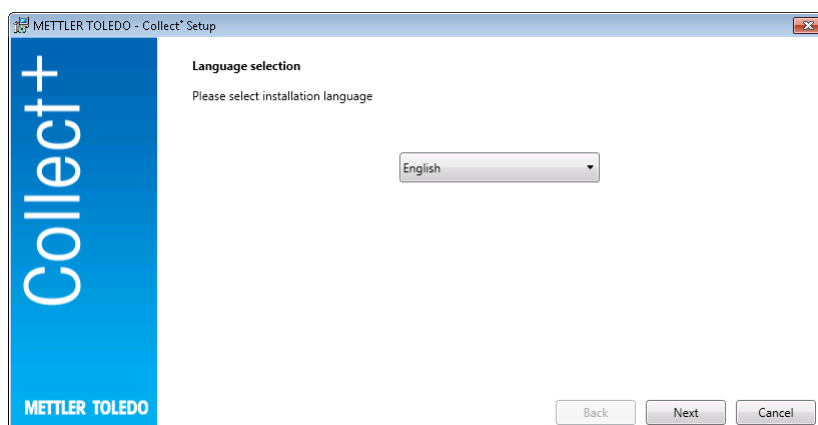 METTLER TOLEDO - Collect⁺ Setup
Collect+
Language selection
Please select installation language
English
METTLER TOLEDO
Back
Next
Cancel